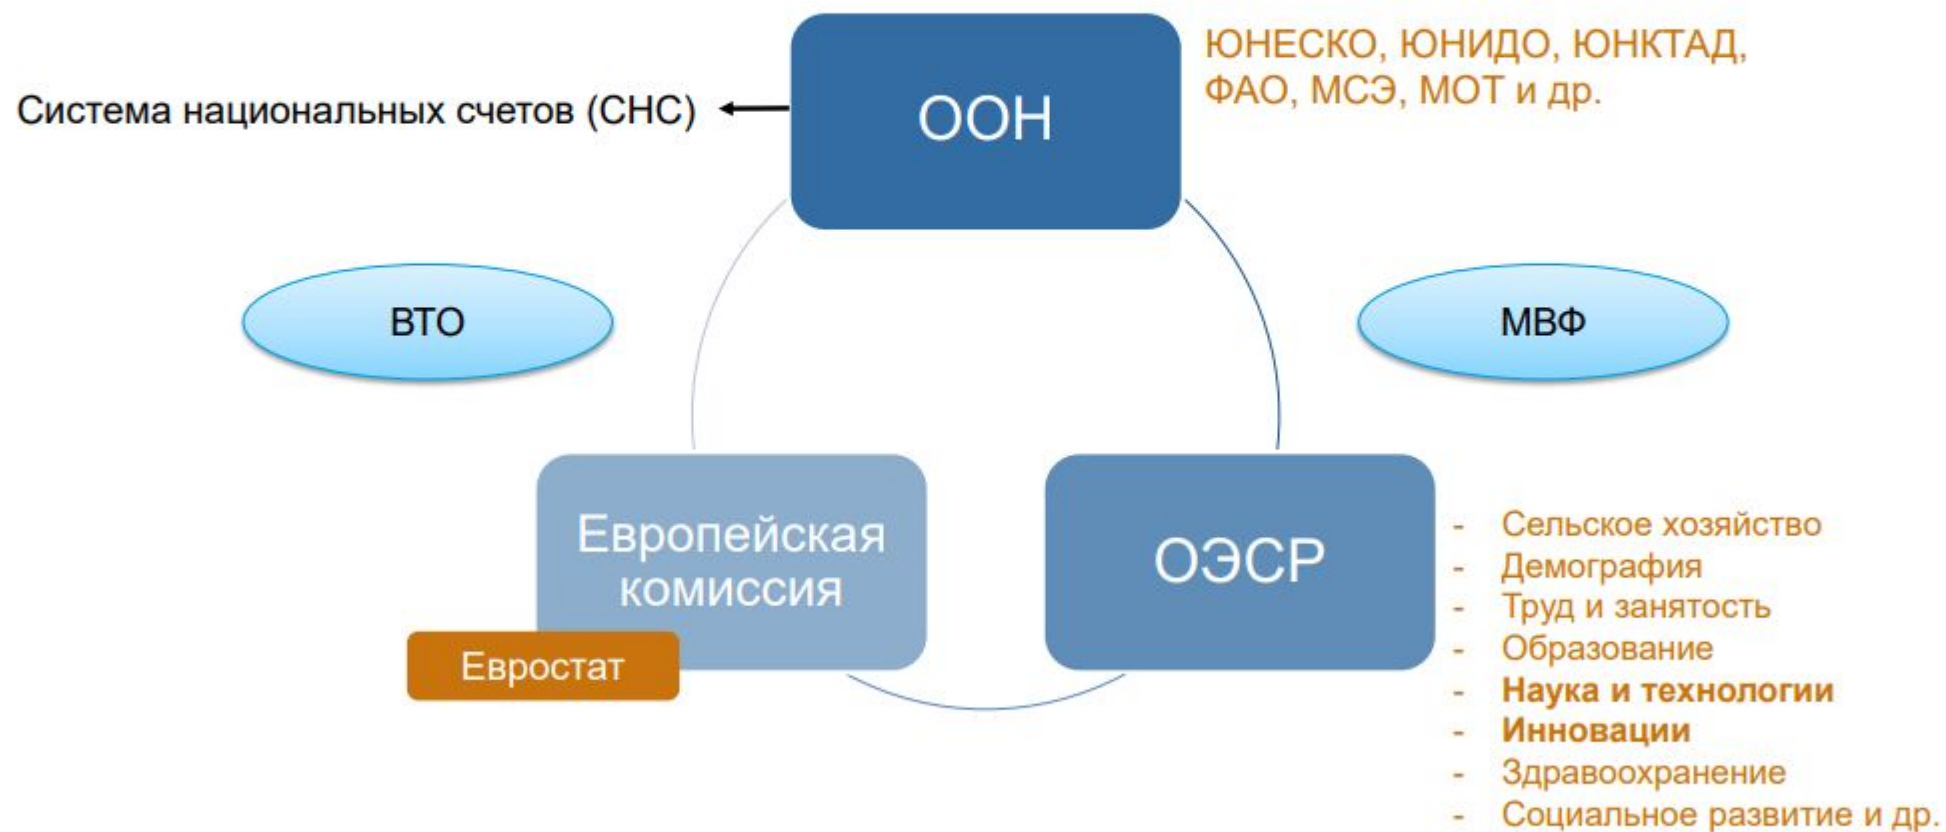 ООН
ЮНЕСКО, ЮНИДО, ЮНКТАД,
ФАО, МСЭ, МОТ и др.
Система национальных счетов (СНС)
ВТО
МВФ
Европейская
комиссия
Евростат
ОЭСР
- Сельское хозяйство
- Демография
- Труд и занятость
- Образование
- Наука и технологии
- Инновации
- Здравоохранение
- Социальное развитие и др.